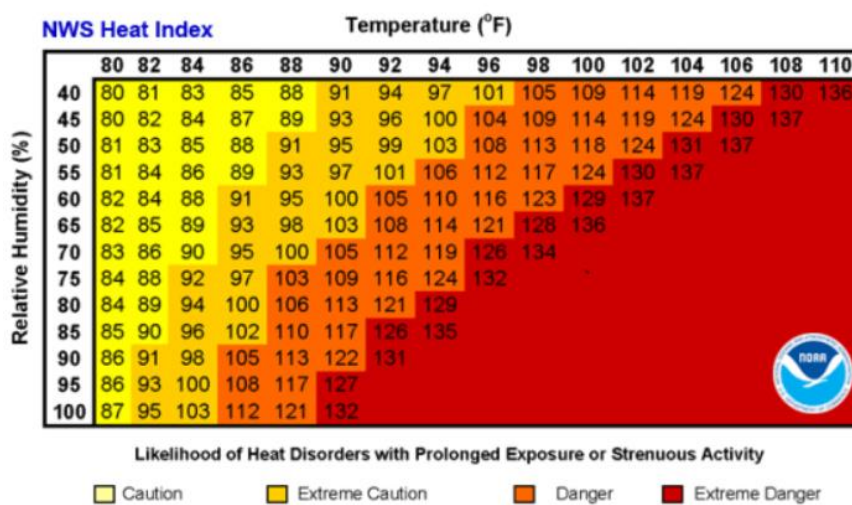 NWS Heat Index
Temperature (°F)
80 82 84 86 88 90 92 94 96 98 100 102 104 106 108 110
40 80 81 83 85 88 91 94 97 101 105 109 114 119 124 130 136
45 80 82 84 87 89 93 96 100 104 109 114 119 124 130 137
50 81 83 85 88 91 95 99 103 108 113 118 124 131 137
55 81 84 86 89 93 97 101 106 112 117 124 130 137
60 82 84 88 91 95 100 105 110 116 123 129 137
65 82 85 89 93 98 103 108 114 121 128 136
70 83 86 90 95 100 105 112 119 126 134
75 84 88 92 97 103 109 116 124 132
80 84 89 94 100 106 113 121 129
85 85 90 96 102 110 117 126 135
90 86 91 98 105 113 122 131
95 86 93 100 108 117 127
100 87 95 103 112 121 132
Relative Humidity (%)
NOAA
Likelihood of Heat Disorders with Prolonged Exposure or Strenuous Activity
Caution Extreme Caution Danger Extreme Danger